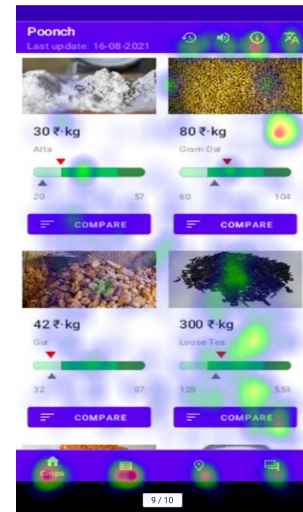 Poonch
Last update: 16-08-2021
30 ₹·kg
Atta
20 57
COMPARE
80 ₹·kg
Gram Dal
60 104
COMPARE
42 ₹·kg
Gur
32 87
COMPARE
300 ₹·kg
Loose Tea
128 559
COMPARE
Crops
9 / 10